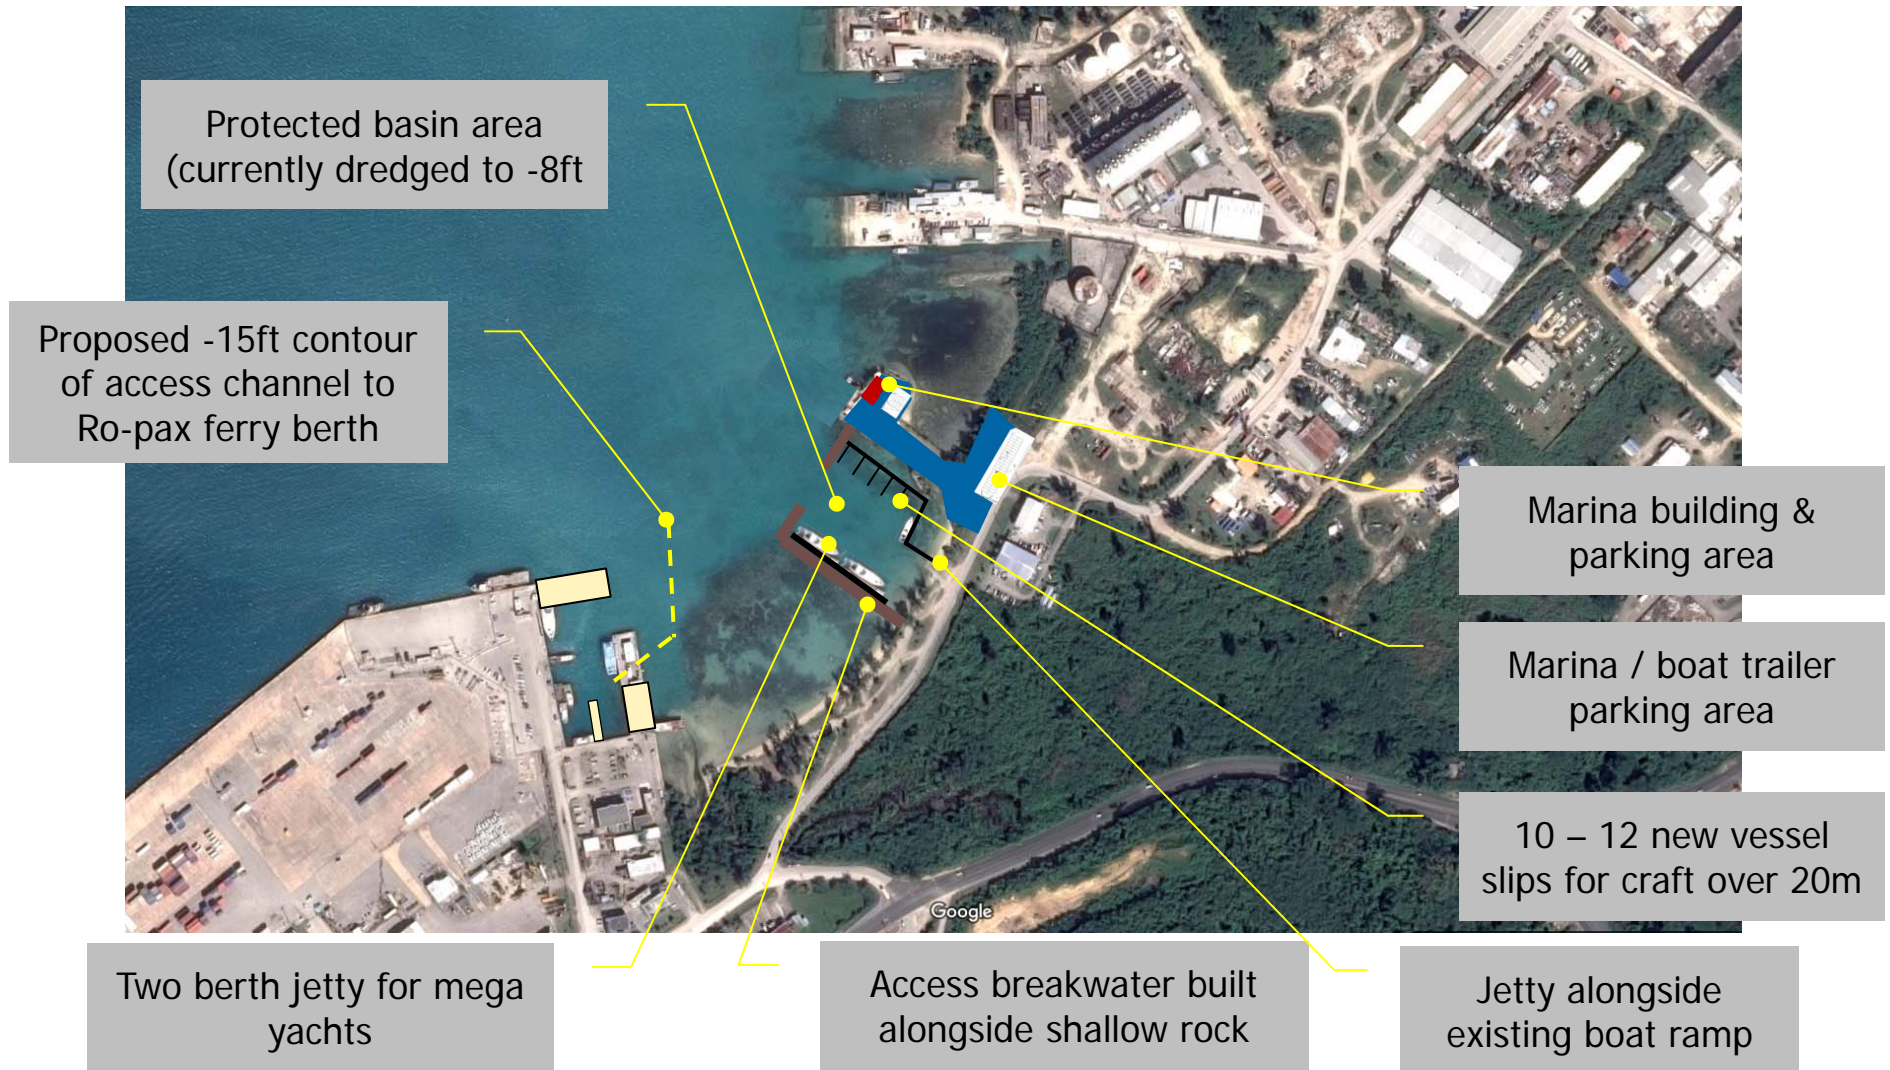 Protected basin area
(currently dredged to -8ft
Proposed -15ft contour
of access channel to
Ro-pax ferry berth
Marina building &
parking area
Marina / boat trailer
parking area
10 – 12 new vessel
slips for craft over 20m
Google
Two berth jetty for mega
yachts
Access breakwater built
alongside shallow rock
Jetty alongside
existing boat ramp